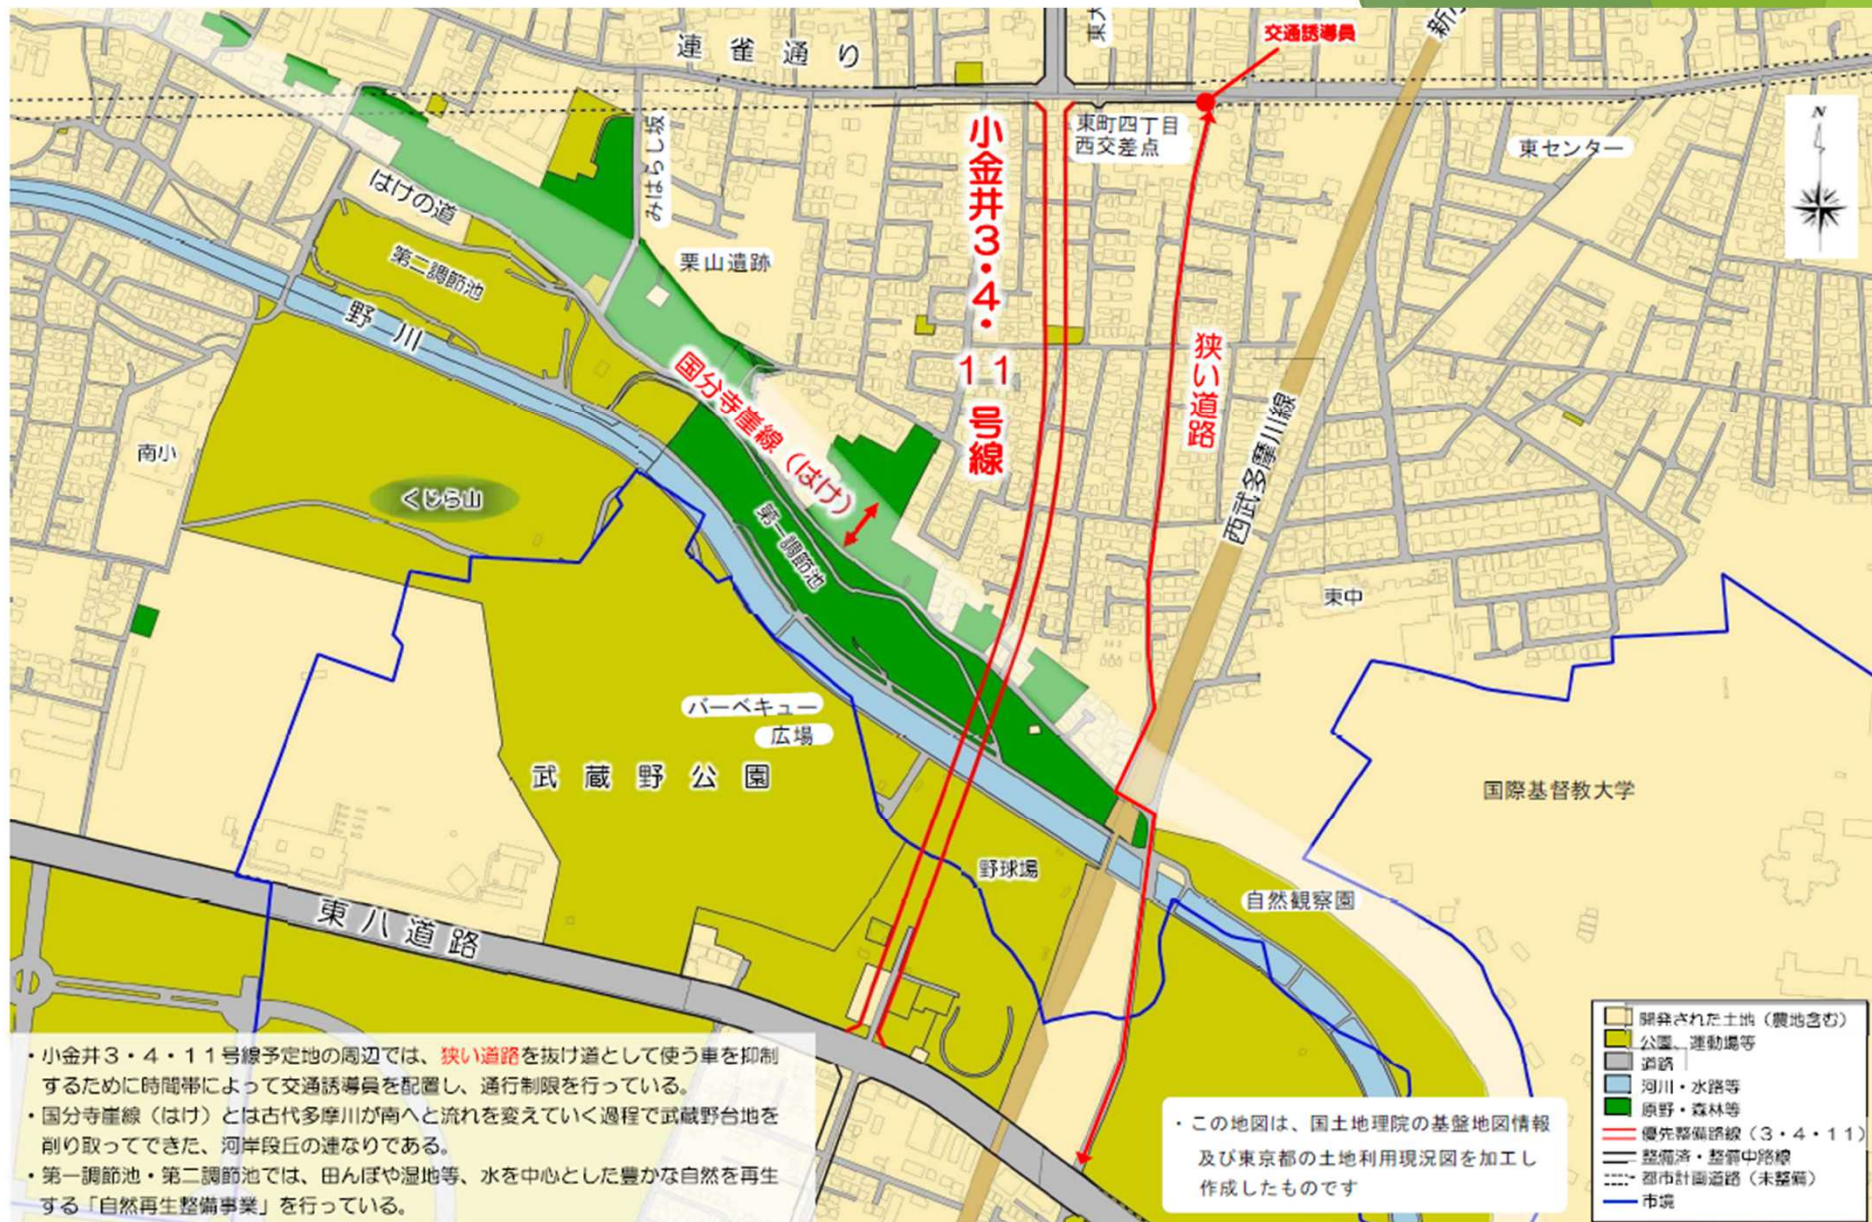 連雀通り
東大
新小
交通誘導員
小金井3・4・11号線
東町四丁目
西交差点
東センター
みはらし坂
はけの道
第二調節池
栗山遺跡
野川
国分寺崖線（はけ）
狭い道路
西武多摩川線
南小
くじら山
第一調節池
東中
バーベキュー
広場
武蔵野公園
国際基督教大学
野球場
自然観察園
東八道路
N
・小金井３・４・１１号線予定地の周辺では、狭い道路を抜け道として使う車を抑制
するために時間帯によって交通誘導員を配置し、通行制限を行っている。
・国分寺崖線（はけ）とは古代多摩川が南へと流れを変えていく過程で武蔵野台地を
削り取ってできた、河岸段丘の連なりである。
・第一調節池・第二調節池では、田んぼや湿地等、水を中心とした豊かな自然を再生
する「自然再生整備事業」を行っている。
・この地図は、国土地理院の基盤地図情報
及び東京都の土地利用現況図を加工し
作成したものです
開発された土地（農地含む）
公園、運動場等
道路
河川・水路等
原野・森林等
優先整備路線（３・４・１１）
整備済・整備中路線
都市計画道路（未整備）
市境